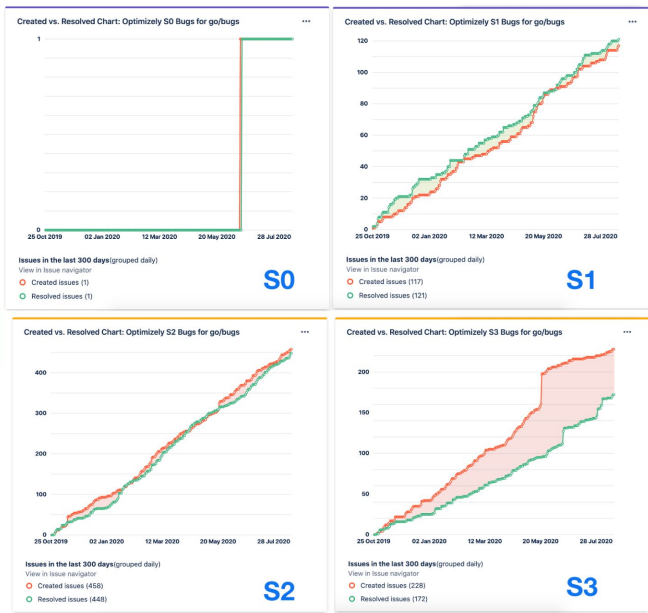 Created vs. Resolved Chart: Optimizely S0 Bugs for go/bugs
1
0
25 Oct 2019 02 Jan 2020 12 Mar 2020 20 May 2020 28 Jul 2020
Issues in the last 300 days(grouped daily)
View in Issue navigator
Created issues (1)
Resolved issues (1)
S0
Created vs. Resolved Chart: Optimizely S1 Bugs for go/bugs
120
100
80
60
40
20
0
25 Oct 2019 02 Jan 2020 12 Mar 2020 20 May 2020 28 Jul 2020
Issues in the last 300 days(grouped daily)
View in Issue navigator
Created issues (117)
Resolved issues (121)
S1
Created vs. Resolved Chart: Optimizely S2 Bugs for go/bugs
400
300
200
100
0
25 Oct 2019 02 Jan 2020 12 Mar 2020 20 May 2020 28 Jul 2020
Issues in the last 300 days(grouped daily)
View in Issue navigator
Created issues (458)
Resolved issues (448)
S2
Created vs. Resolved Chart: Optimizely S3 Bugs for go/bugs
200
150
100
50
0
25 Oct 2019 02 Jan 2020 12 Mar 2020 20 May 2020 28 Jul 2020
Issues in the last 300 days(grouped daily)
View in Issue navigator
Created issues (228)
Resolved issues (172)
S3